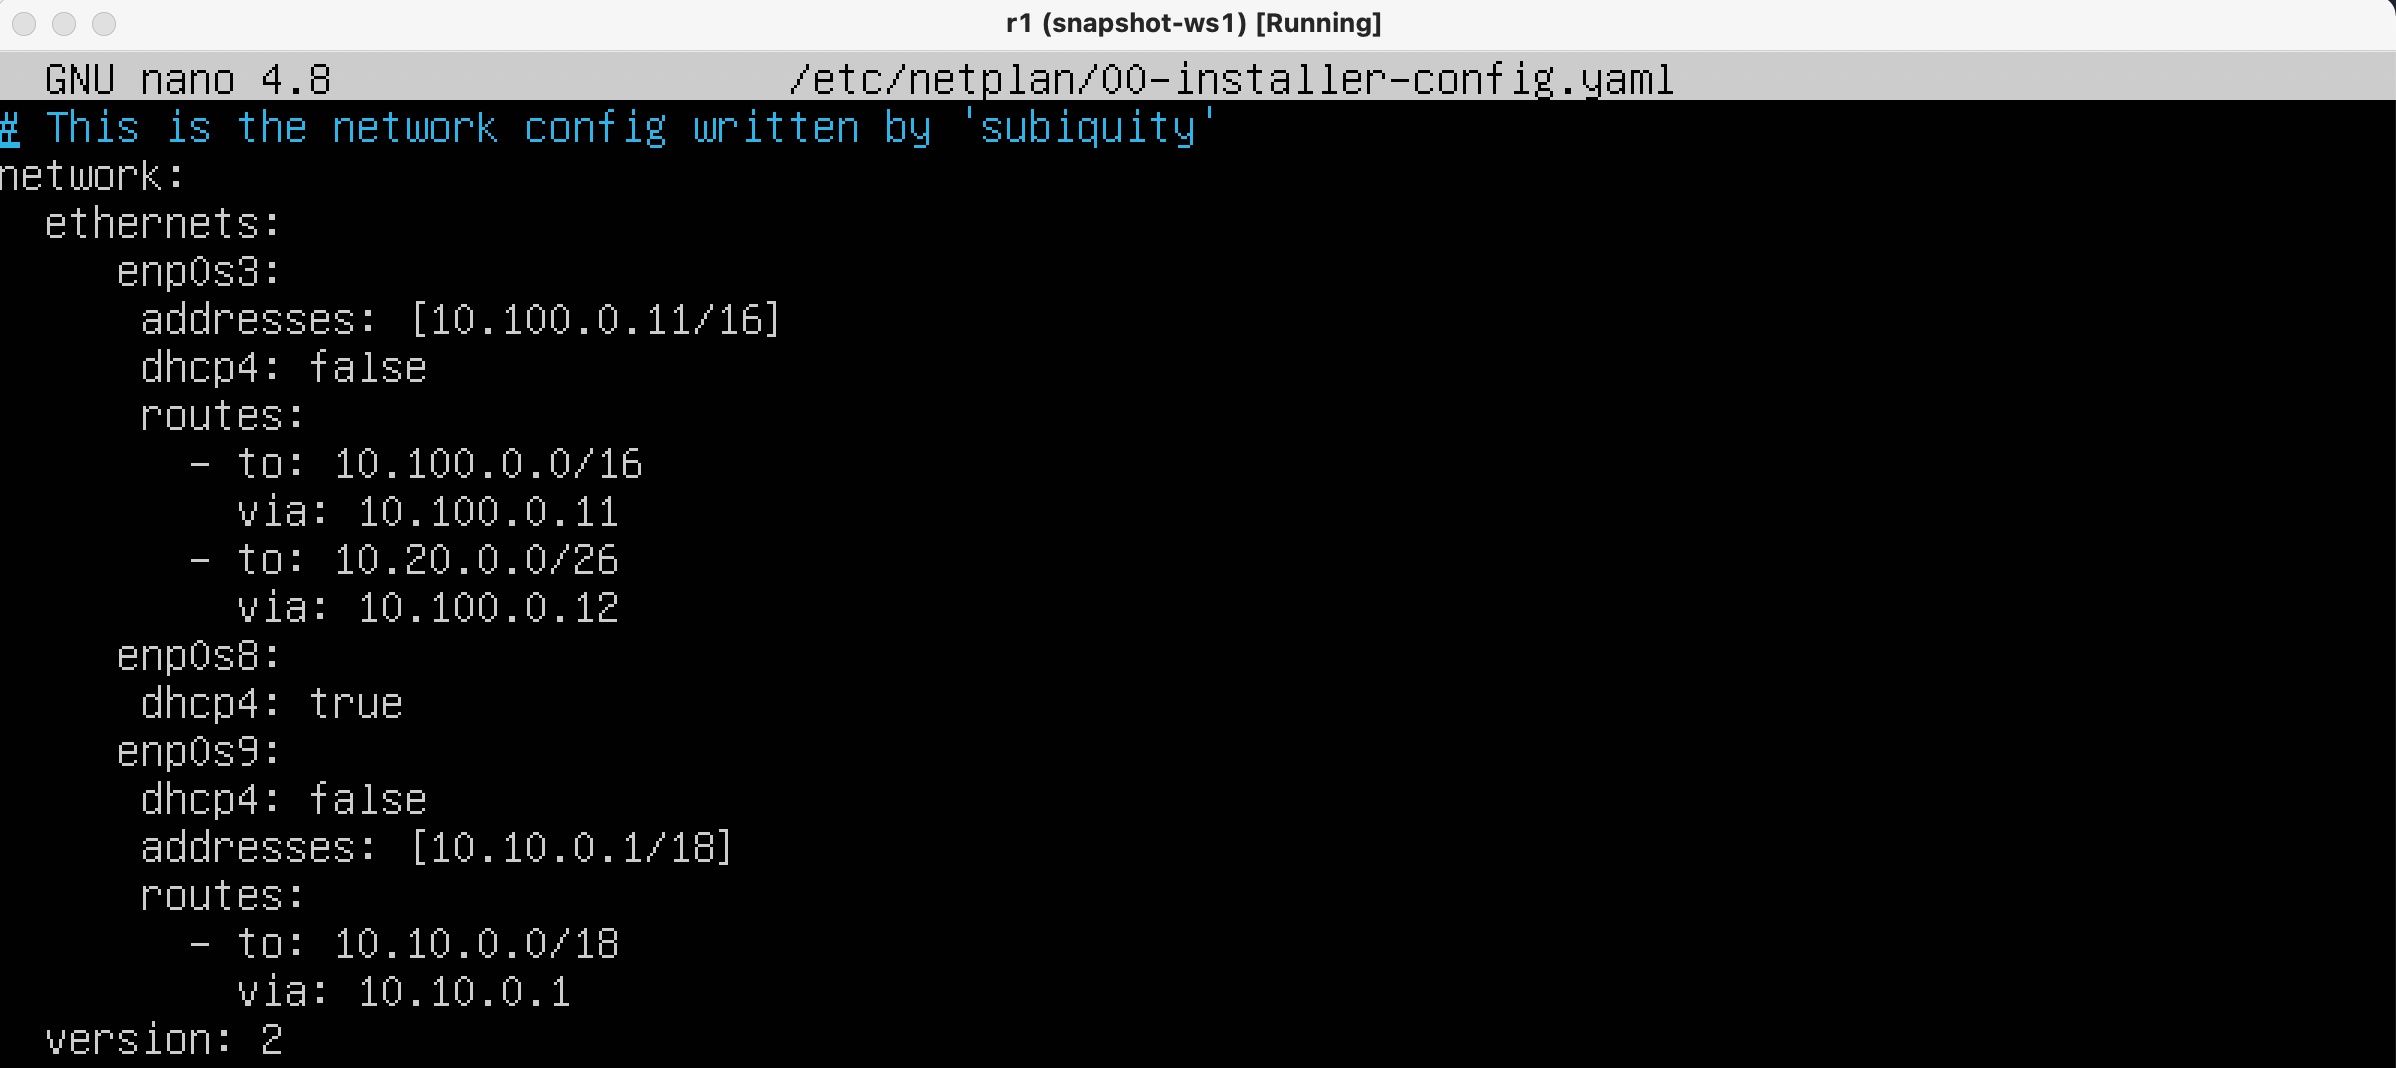 r1 (snapshot-ws1) [Running]
GNU nano 4.8 /etc/netplan/00-installer-config.yaml
# This is the network config written by 'subiquity'
network:
  ethernets:
     enp0s3:
      addresses: [10.100.0.11/16]
      dhcp4: false
      routes:
        - to: 10.100.0.0/16
          via: 10.100.0.11
        - to: 10.20.0.0/26
          via: 10.100.0.12
     enp0s8:
      dhcp4: true
     enp0s9:
      dhcp4: false
      addresses: [10.10.0.1/18]
      routes:
        - to: 10.10.0.0/18
          via: 10.10.0.1
  version: 2